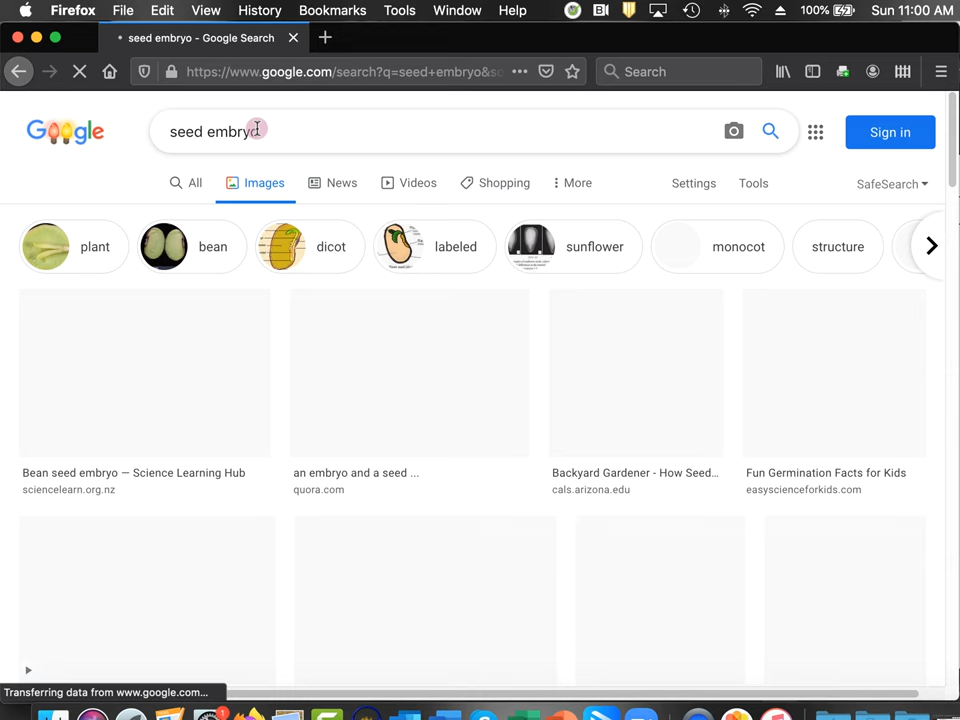 Firefox File Edit View History Bookmarks Tools Window Help 100% Sun 11:00 AM
seed embryo - Google Search
https://www.google.com/search?q=seed+embryo&s
Search
Google
seed embryo
Sign in
All Images News Videos Shopping More Settings Tools SafeSearch
plant bean dicot labeled sunflower monocot structure
Bean seed embryo — Science Learning Hub
sciencelearn.org.nz
an embryo and a seed ...
quora.com
Backyard Gardener - How Seed...
cals.arizona.edu
Fun Germination Facts for Kids
easyscienceforkids.com
Transferring data from www.google.com...